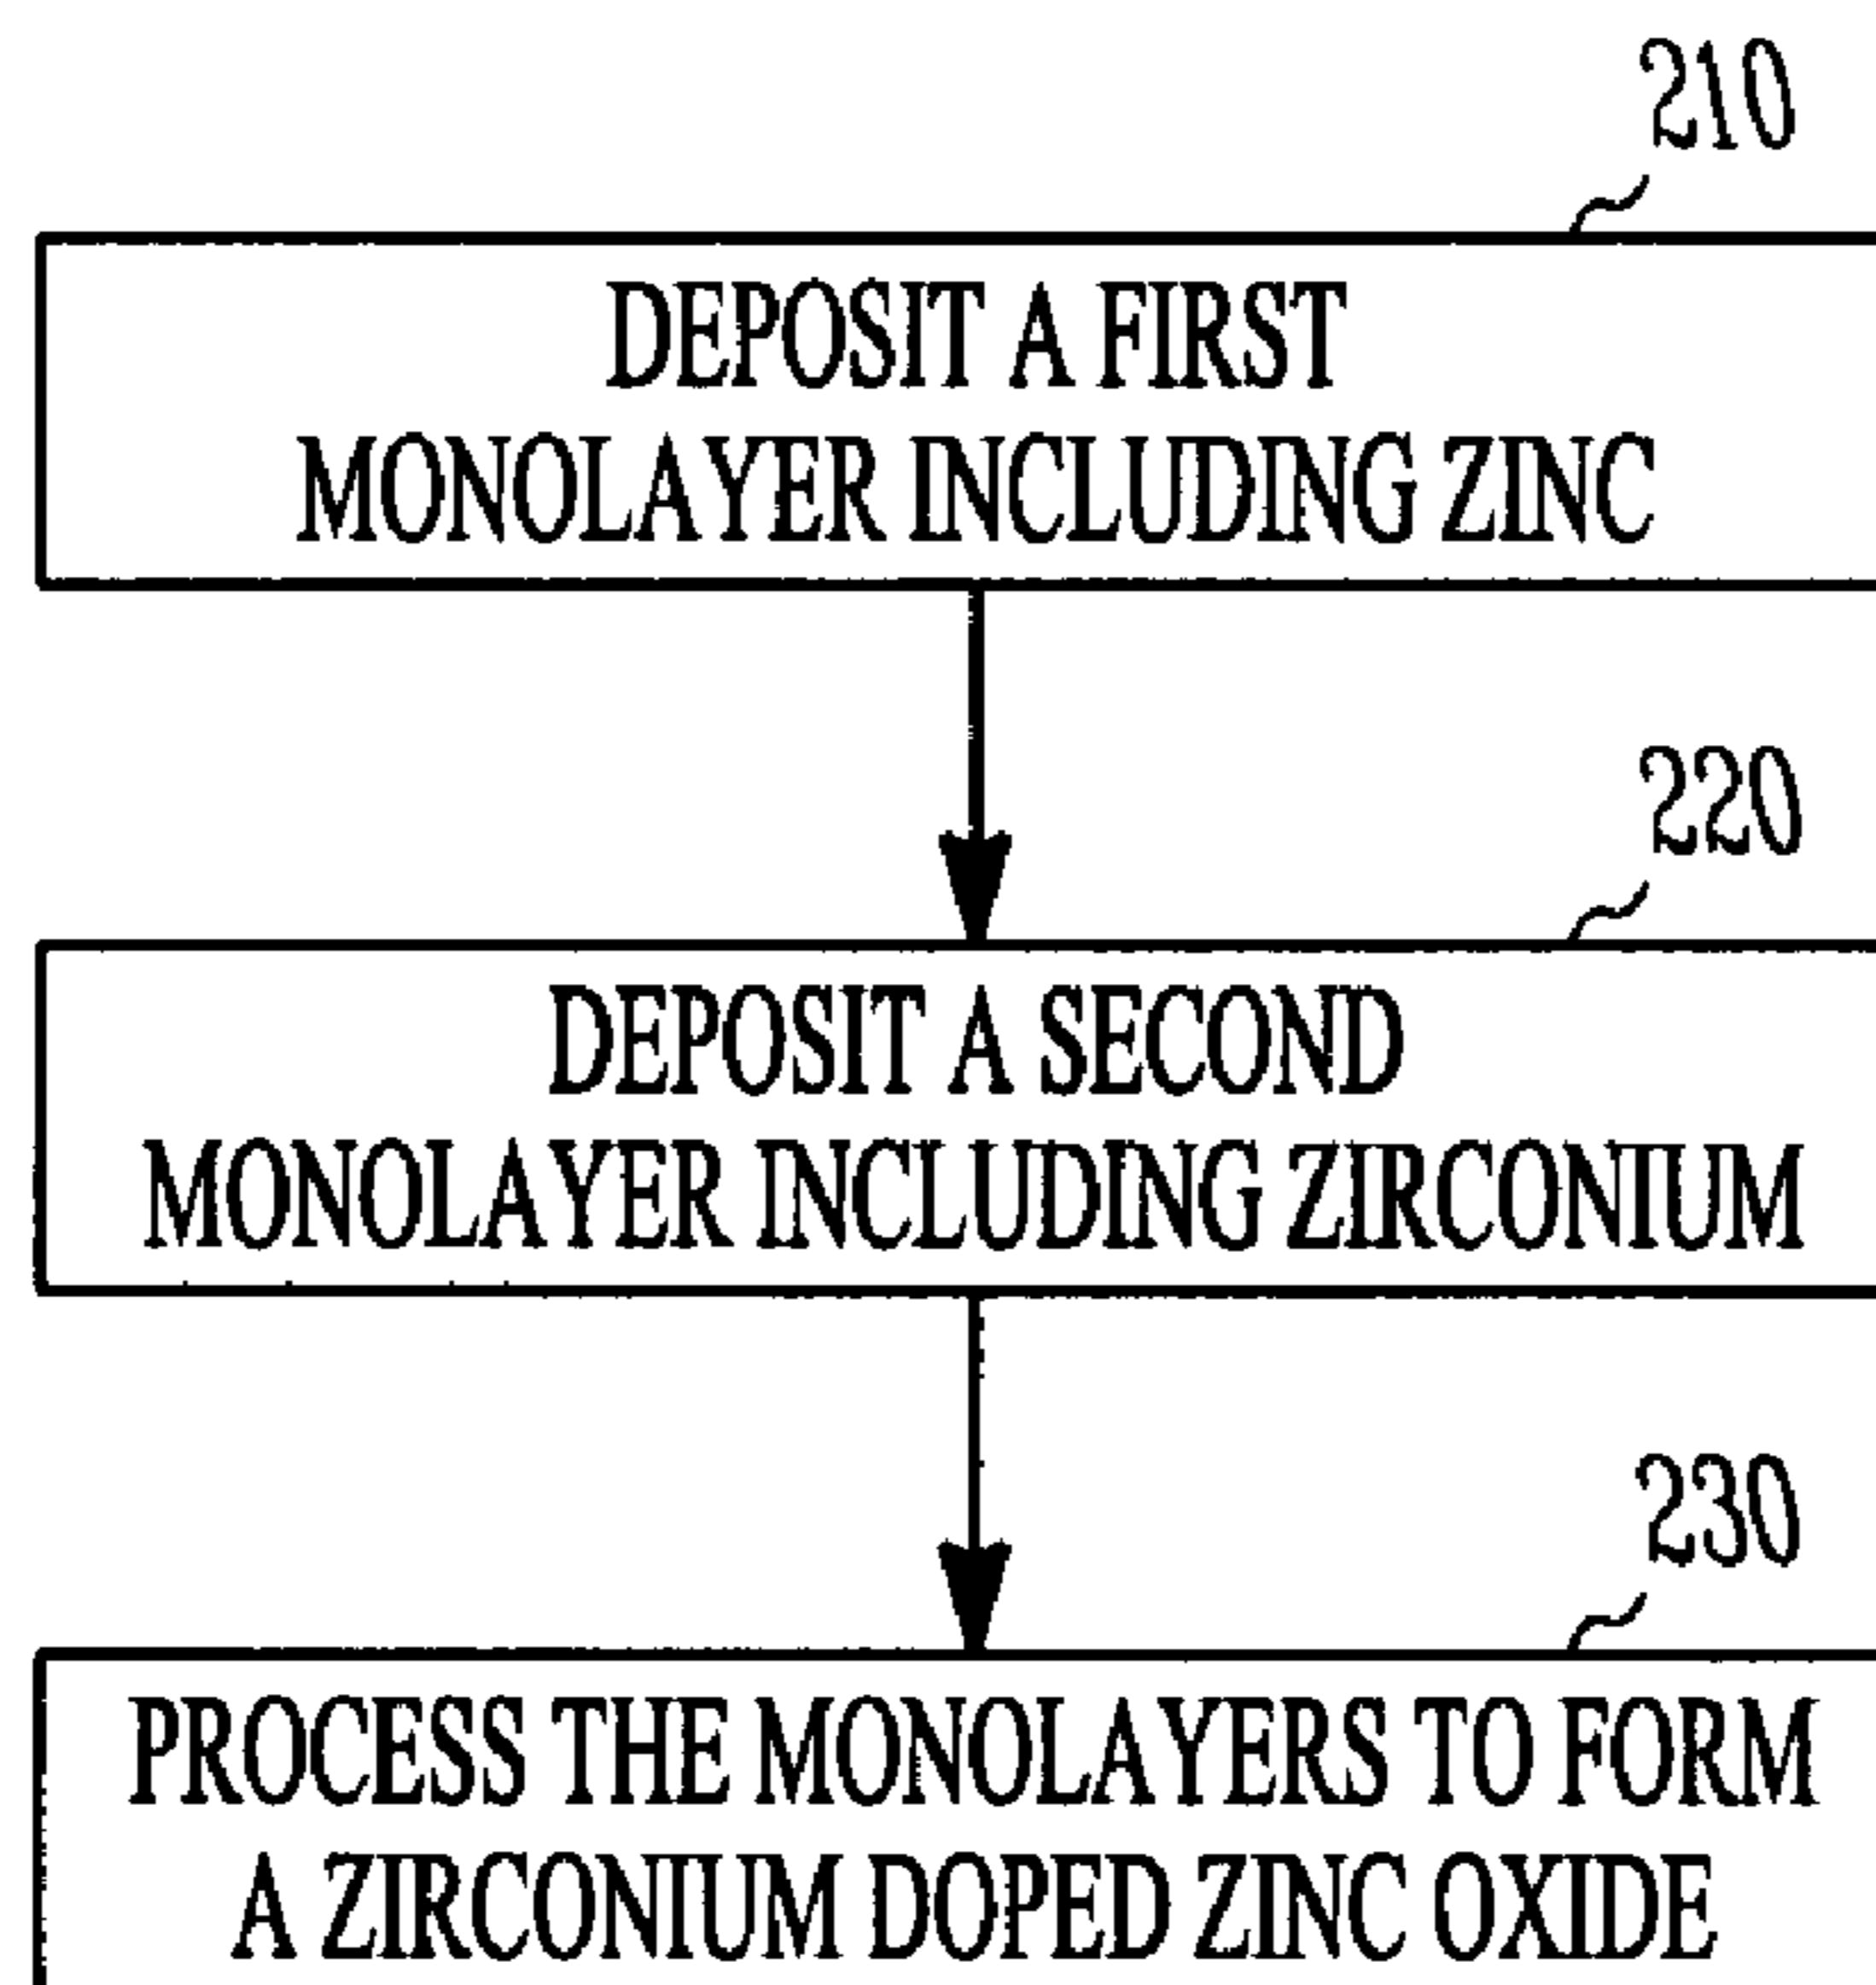 210
DEPOSIT A FIRST
MONOLAYER INCLUDING ZINC
220
DEPOSIT A SECOND
MONOLAYER INCLUDING ZIRCONIUM
230
PROCESS THE MONOLAYERS TO FORM
A ZIRCONIUM DOPED ZINC OXIDE